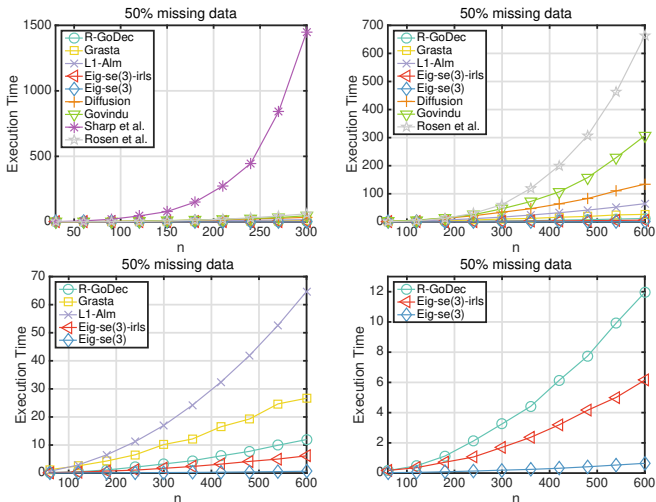 50% missing data
Execution Time
1500
1000
500
0
R-GoDec
Grasta
L1-Alm
Eig-se(3)-irls
Eig-se(3)
Diffusion
Govindu
Sharp et al.
Rosen et al.
50 100 150 200 250 300
n
50% missing data
Execution Time
700
600
500
400
300
200
100
0
R-GoDec
Grasta
L1-Alm
Eig-se(3)-irls
Eig-se(3)
Diffusion
Govindu
Rosen et al.
100 200 300 400 500 600
n
50% missing data
Execution Time
70
60
50
40
30
20
10
0
R-GoDec
Grasta
L1-Alm
Eig-se(3)-irls
Eig-se(3)
100 200 300 400 500 600
n
50% missing data
Execution Time
12
10
8
6
4
2
0
R-GoDec
Eig-se(3)-irls
Eig-se(3)
100 200 300 400 500 600
n